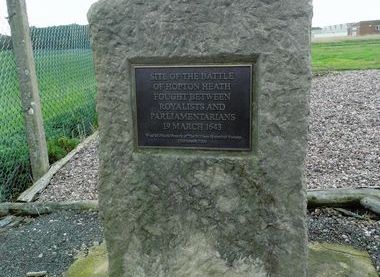 SITE OF THE BATTLE
OF HOPTON HEATH
FOUGHT BETWEEN
ROYALISTS AND
PARLIAMENTARIANS
19 MARCH 1643